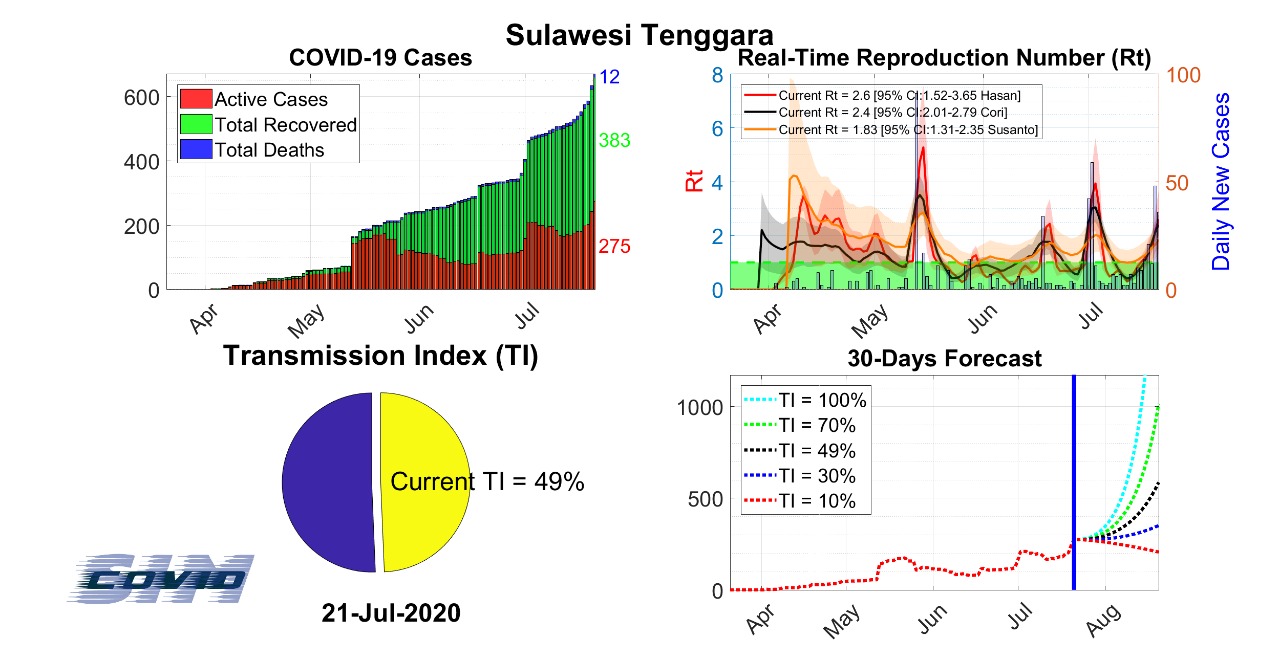 Sulawesi Tenggara
COVID-19 Cases
600
400
200
0
Active Cases
Total Recovered
Total Deaths
12
383
275
Apr
May
Jun
Jul
Real-Time Reproduction Number (Rt)
8
6
4
2
0
Rt
Current Rt = 2.6 [95% CI:1.52-3.65 Hasan]
Current Rt = 2.4 [95% CI:2.01-2.79 Cori]
Current Rt = 1.83 [95% CI:1.31-2.35 Susanto]
100
50
0
Daily New Cases
Apr
May
Jun
Jul
Transmission Index (TI)
Current TI = 49%
21-Jul-2020
SIM
COVID
30-Days Forecast
1000
500
0
TI = 100%
TI = 70%
TI = 49%
TI = 30%
TI = 10%
Apr
May
Jun
Jul
Aug